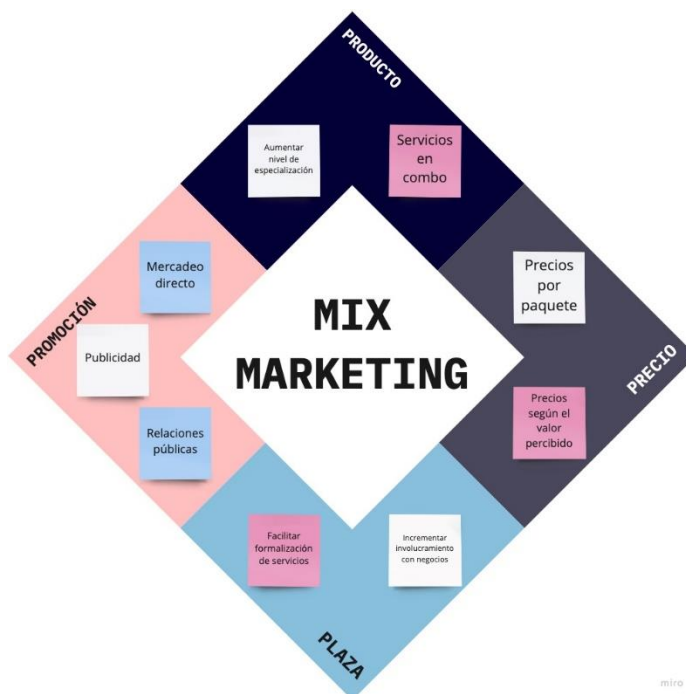 PRODUCTO
Aumentar
nivel de
especialización
Servicios
en
combo
Mercadeo
directo
Precios
por
paquete
PROMOCIÓN
Publicidad
MIX
MARKETING
PRECIO
Relaciones
públicas
Precios
según el
valor
percibido
Facilitar
formalización
de servicios
Incrementar
involucramiento
con negocios
PLAZA
miro